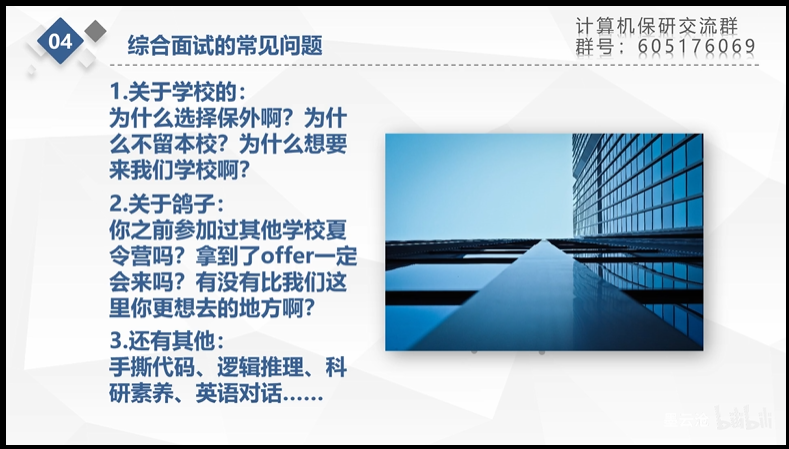 04
综合面试的常见问题
计算机保研交流群
群号：605176069
1.关于学校的：
为什么选择保外啊？为什
么不留本校？为什么想要
来我们学校啊？
2.关于鸽子：
你之前参加过其他学校夏
令营吗？拿到了offer一定
会来吗？有没有比我们这
里你更想去的地方啊？
3.还有其他：
手撕代码、逻辑推理、科
研素养、英语对话……
bilibili